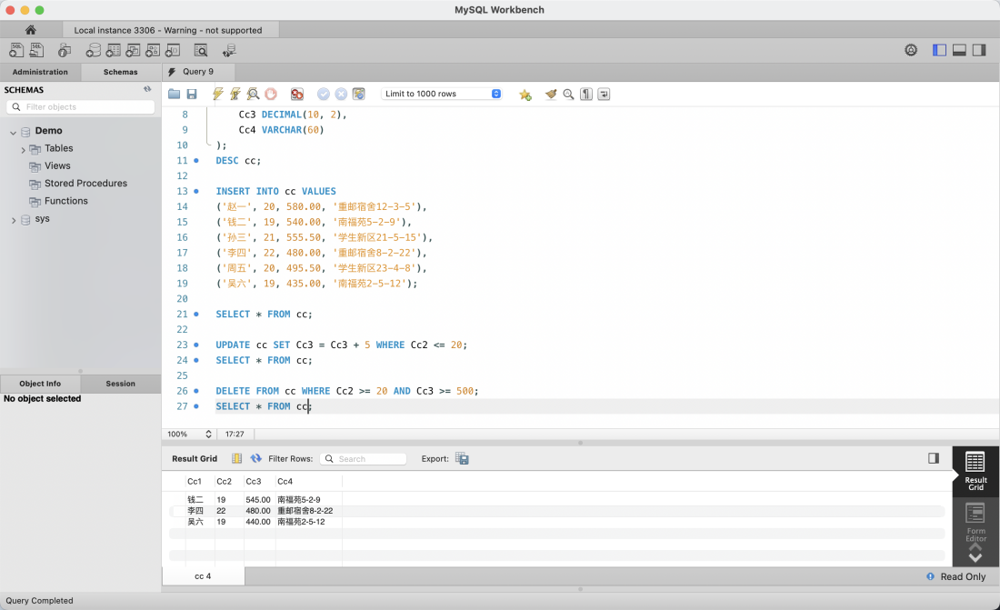 MySQL Workbench
Local instance 3306 - Warning - not supported
Administration Schemas Query 9
SCHEMAS
Filter objects
Demo
Tables
Views
Stored Procedures
Functions
sys
Object Info Session
No object selected
Limit to 1000 rows
8 Cc3 DECIMAL(10, 2),
9 Cc4 VARCHAR(60)
10 );
11 DESC cc;
12
13 INSERT INTO cc VALUES
14 ('赵一', 20, 580.00, '重邮宿舍12-3-5'),
15 ('钱二', 19, 540.00, '南福苑5-2-9'),
16 ('孙三', 21, 555.50, '学生新区21-5-15'),
17 ('李四', 22, 480.00, '重邮宿舍8-2-22'),
18 ('周五', 20, 495.50, '学生新区23-4-8'),
19 ('吴六', 19, 435.00, '南福苑2-5-12');
20
21 SELECT * FROM cc;
22
23 UPDATE cc SET Cc3 = Cc3 + 5 WHERE Cc2 <= 20;
24 SELECT * FROM cc;
25
26 DELETE FROM cc WHERE Cc2 >= 20 AND Cc3 >= 500;
27 SELECT * FROM cc;
100% 17:27
Result Grid Filter Rows: Search Export:
Cc1 Cc2 Cc3 Cc4
钱二 19 545.00 南福苑5-2-9
李四 22 480.00 重邮宿舍8-2-22
吴六 19 440.00 南福苑2-5-12
Result
Grid
Form
Editor
cc 4
Read Only
Query Completed